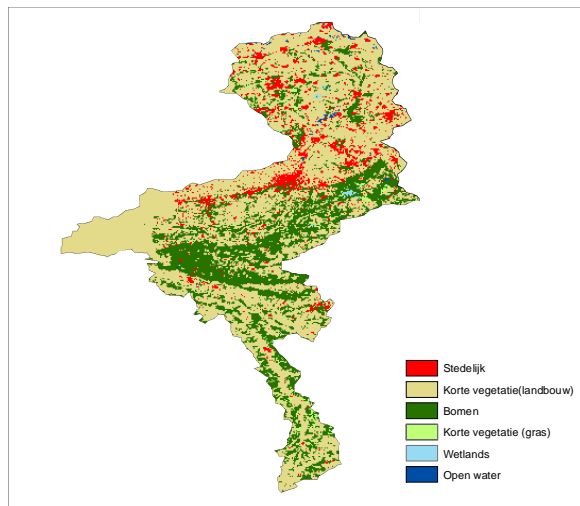 Stedelijk
Korte vegetatie(landbouw)
Bomen
Korte vegetatie (gras)
Wetlands
Open water